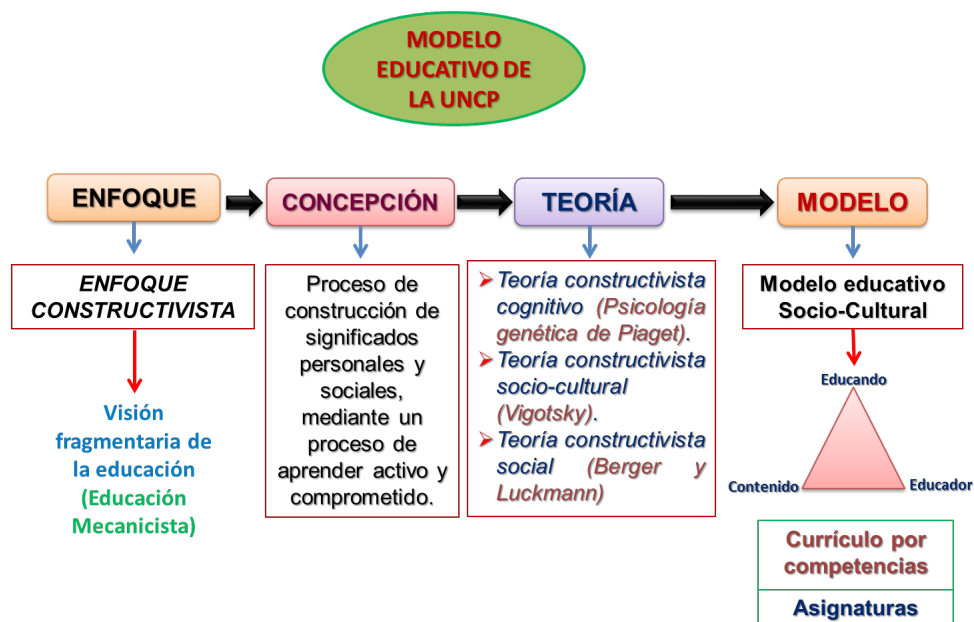 MODELO
EDUCATIVO DE
LA UNCP
ENFOQUE
CONCEPCIÓN
TEORÍA
MODELO
ENFOQUE
CONSTRUCTIVISTA
Visión
fragmentaria de
la educación
(Educación
Mecanicista)
Proceso de
construcción de
significados
personales y
sociales,
mediante un
proceso de
aprender activo y
comprometido.
Teoría constructivista
cognitivo (Psicología
genética de Piaget).
Teoría constructivista
socio-cultural
(Vigotsky).
Teoría constructivista
social (Berger y
Luckmann)
Modelo educativo
Socio-Cultural
Educando
Contenido
Educador
Currículo por
competencias
Asignaturas